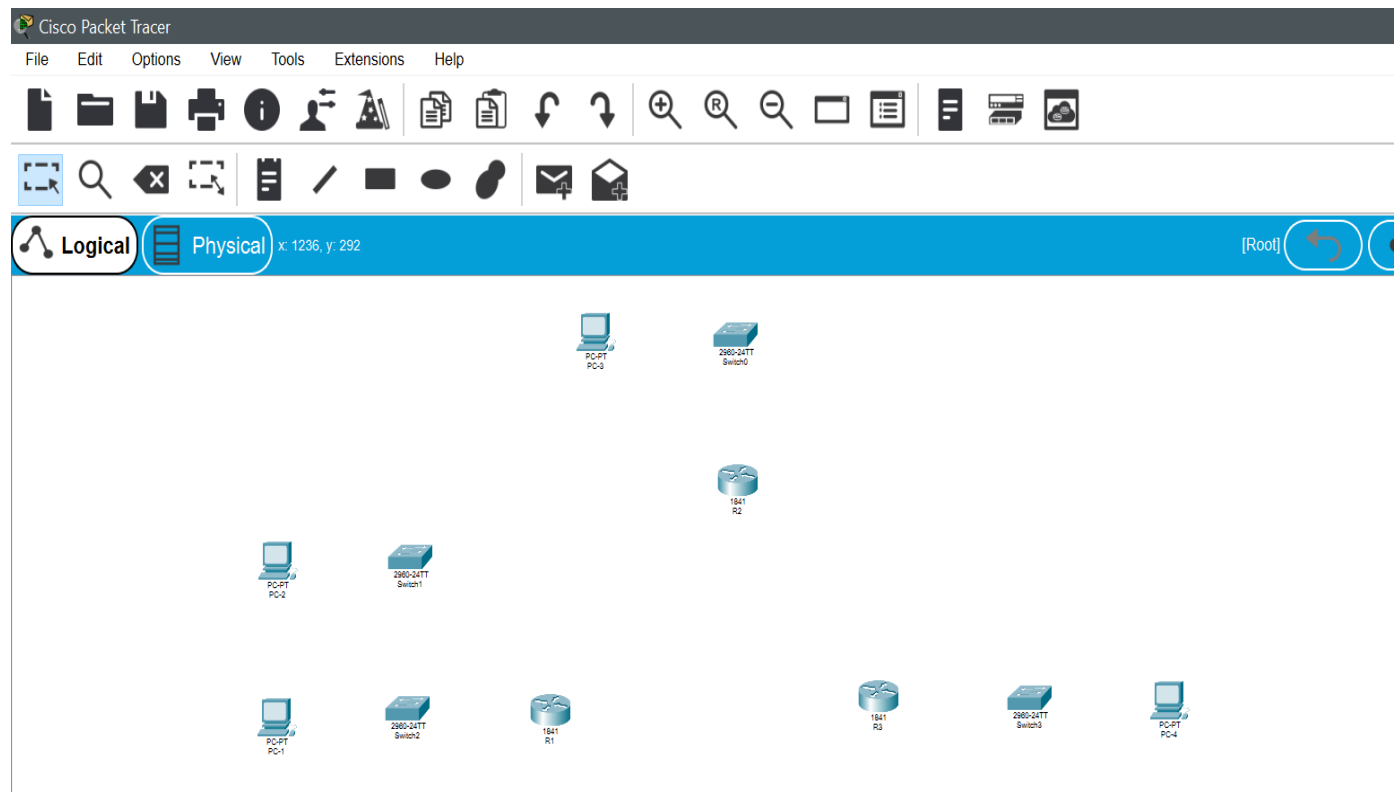 Cisco Packet Tracer
File Edit Options View Tools Extensions Help
R
Logical Physical x: 1236, y: 292 [Root]
PC-PT
PC-3
2960-24TT
Switch0
1841
R2
PC-PT
PC-2
2960-24TT
Switch1
PC-PT
PC-1
2960-24TT
Switch2
1841
R1
1841
R3
2960-24TT
Switch3
PC-PT
PC-4